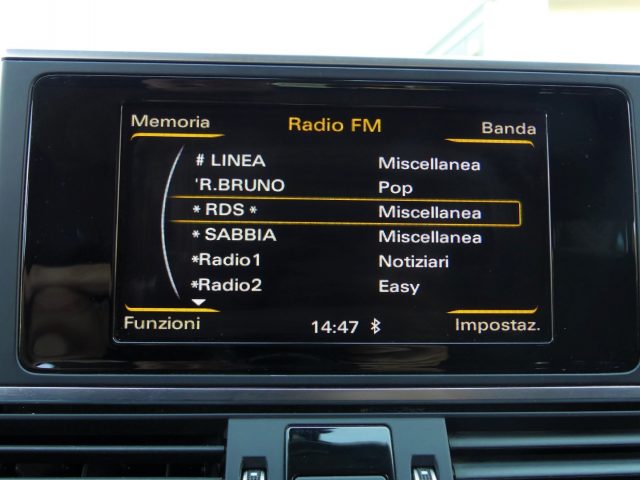 Memoria Radio FM Banda
# LINEA Miscellanea
'R.BRUNO Pop
* RDS * Miscellanea
* SABBIA Miscellanea
*Radio1 Notiziari
*Radio2 Easy
Funzioni 14:47 Impostaz.